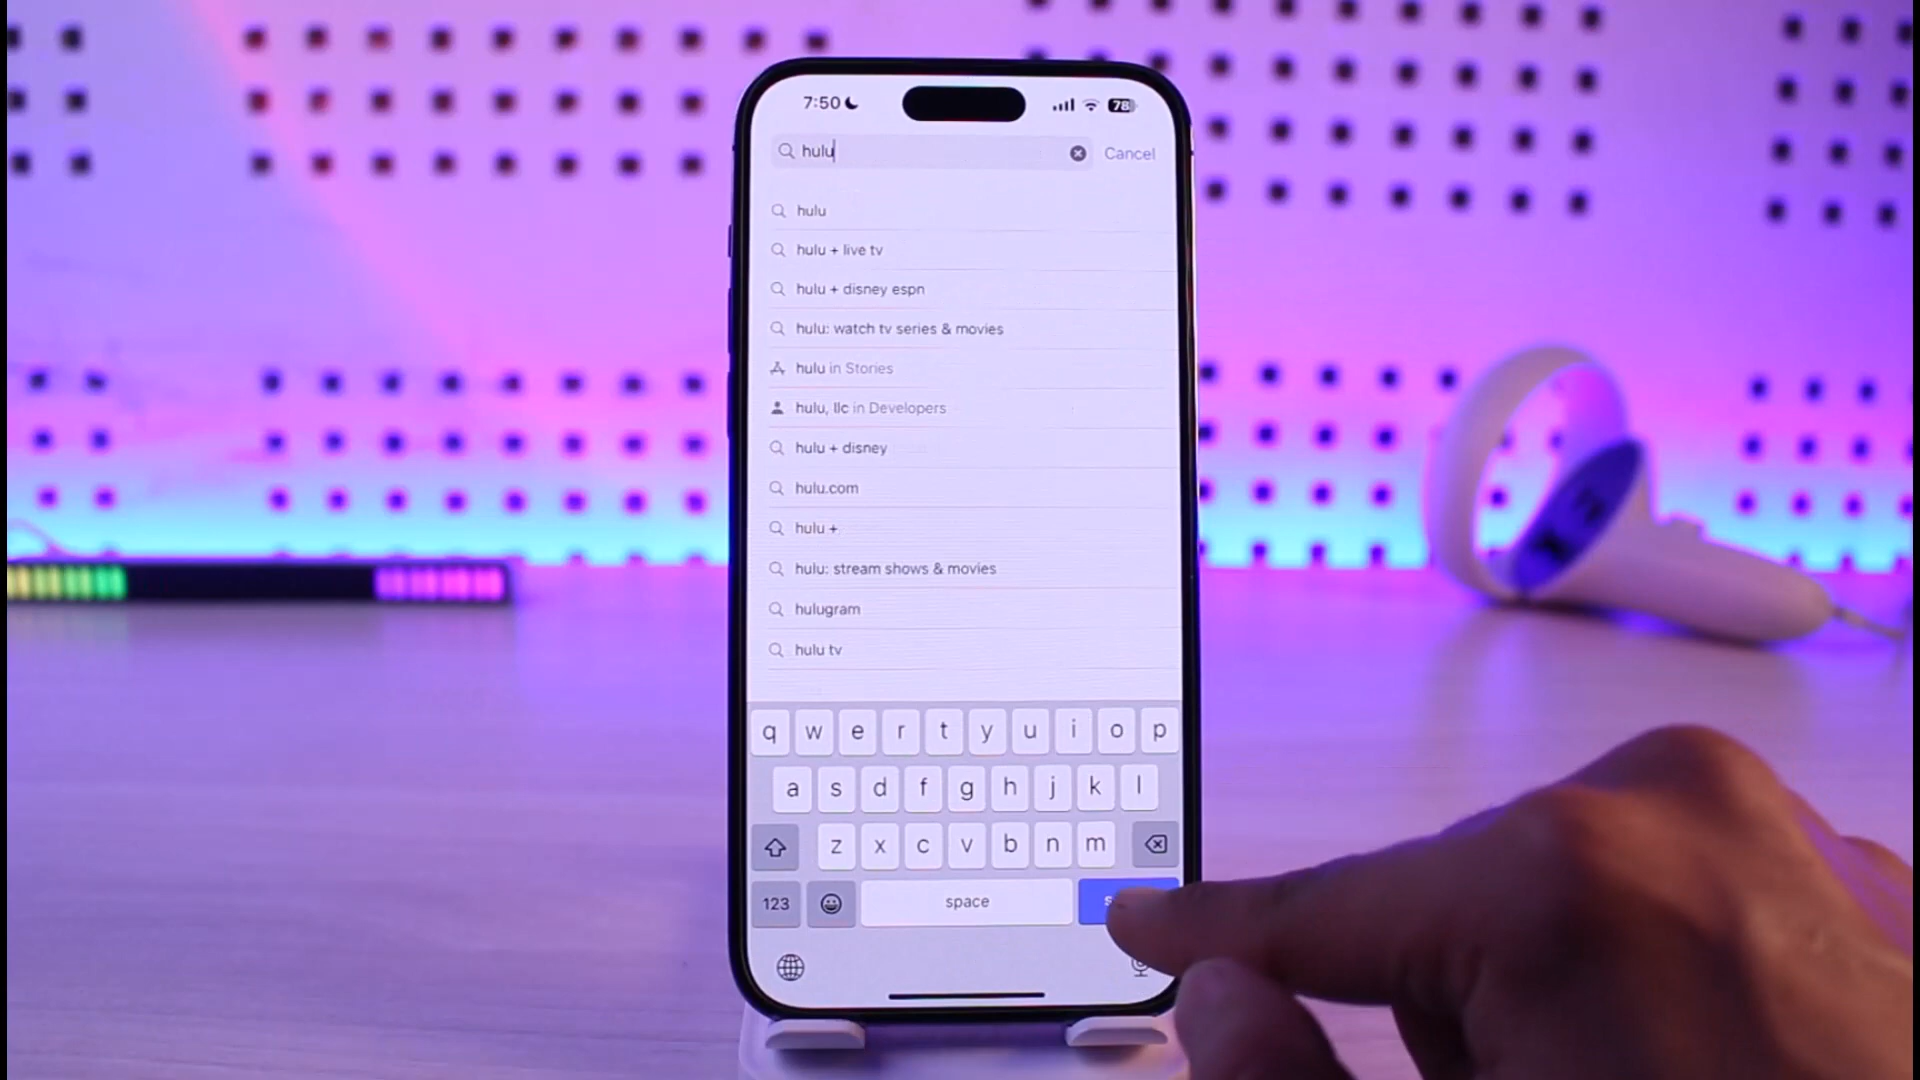 7:50
78
hulu
Cancel
hulu
hulu + live tv
hulu + disney espn
hulu: watch tv series & movies
hulu in Stories
hulu, llc in Developers
hulu + disney
hulu.com
hulu +
hulu: stream shows & movies
hulugram
hulu tv
q w e r t y u i o p
a s d f g h j k l
z x c v b n m
123 space